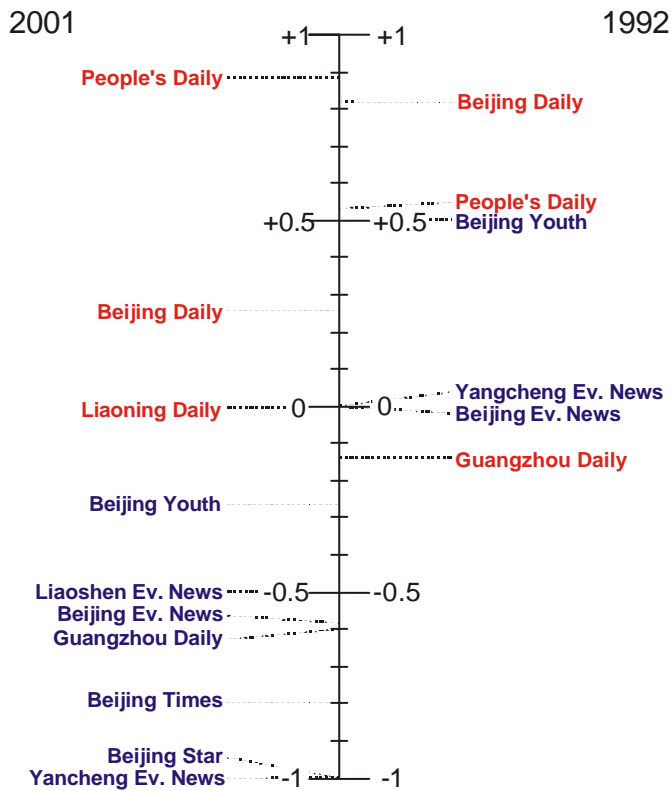 2001 1992
+1 +1
People's Daily
Beijing Daily
People's Daily
+0.5 +0.5 Beijing Youth
Beijing Daily
Yangcheng Ev. News
Liaoning Daily 0 0
Beijing Ev. News
Guangzhou Daily
Beijing Youth
Liaoshen Ev. News -0.5 -0.5
Beijing Ev. News
Guangzhou Daily
Beijing Times
Beijing Star
Yancheng Ev. News -1 -1